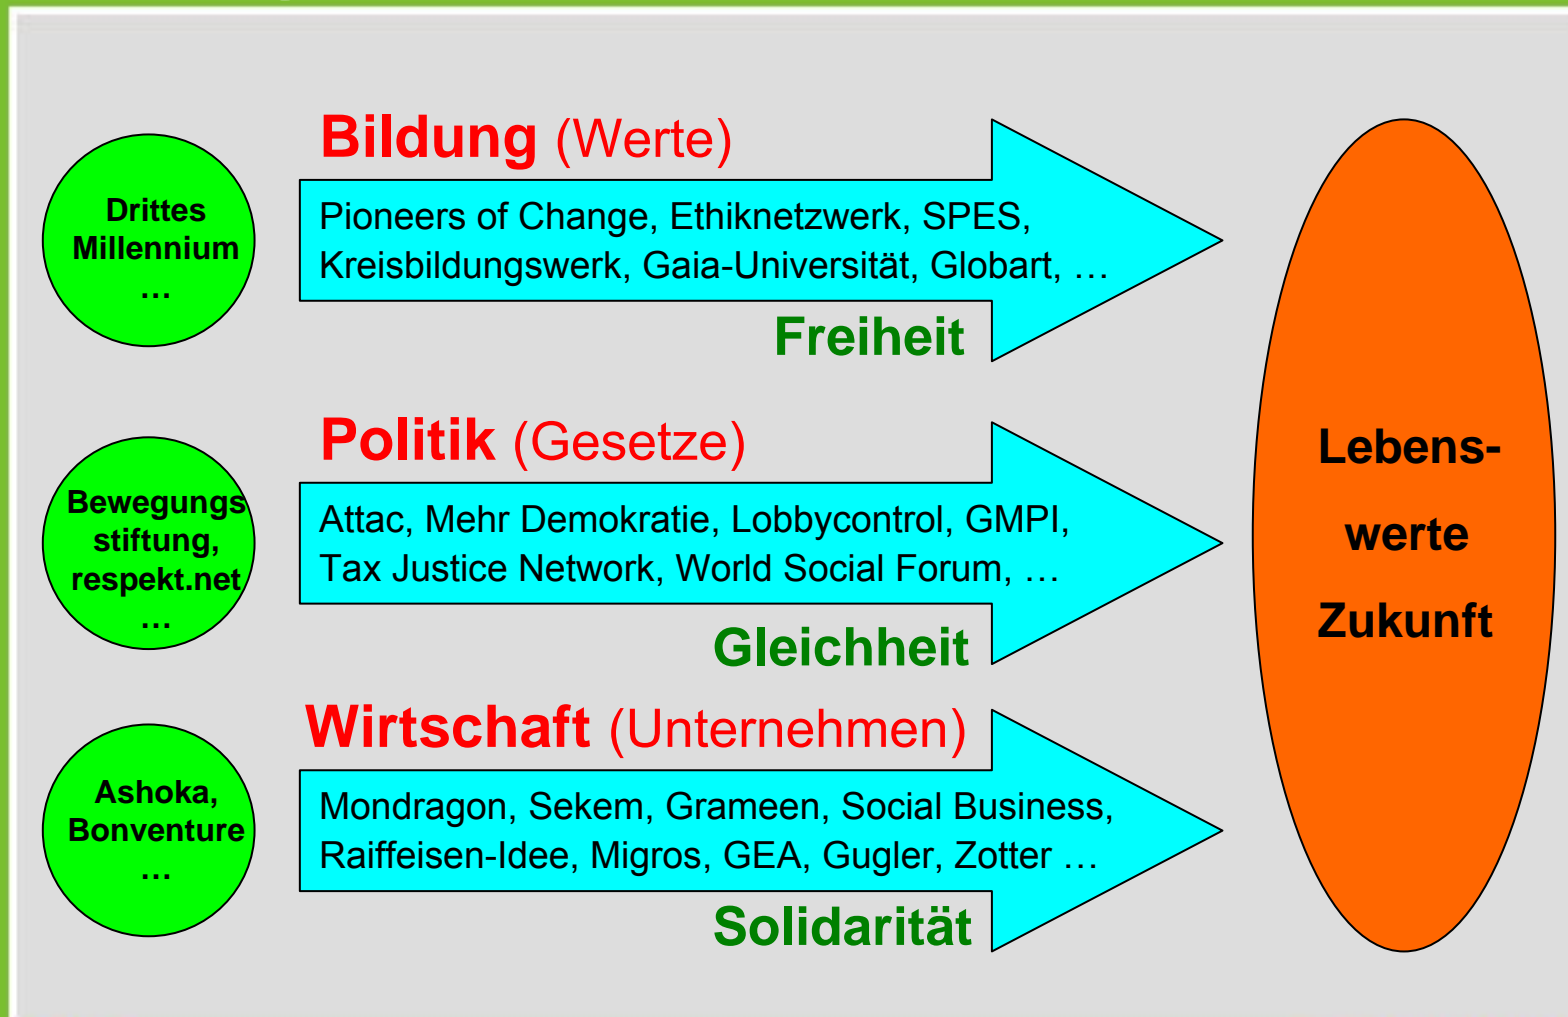 Bildung (Werte)
Drittes
Millennium
…
Pioneers of Change, Ethiknetzwerk, SPES,
Kreisbildungswerk, Gaia-Universität, Globart, …
Freiheit
Politik (Gesetze)
Bewegungs
stiftung,
respekt.net
…
Attac, Mehr Demokratie, Lobbycontrol, GMPI,
Tax Justice Network, World Social Forum, …
Gleichheit
Wirtschaft (Unternehmen)
Ashoka,
Bonventure
…
Mondragon, Sekem, Grameen, Social Business,
Raiffeisen-Idee, Migros, GEA, Gugler, Zotter …
Solidarität
Lebens-
werte
Zukunft